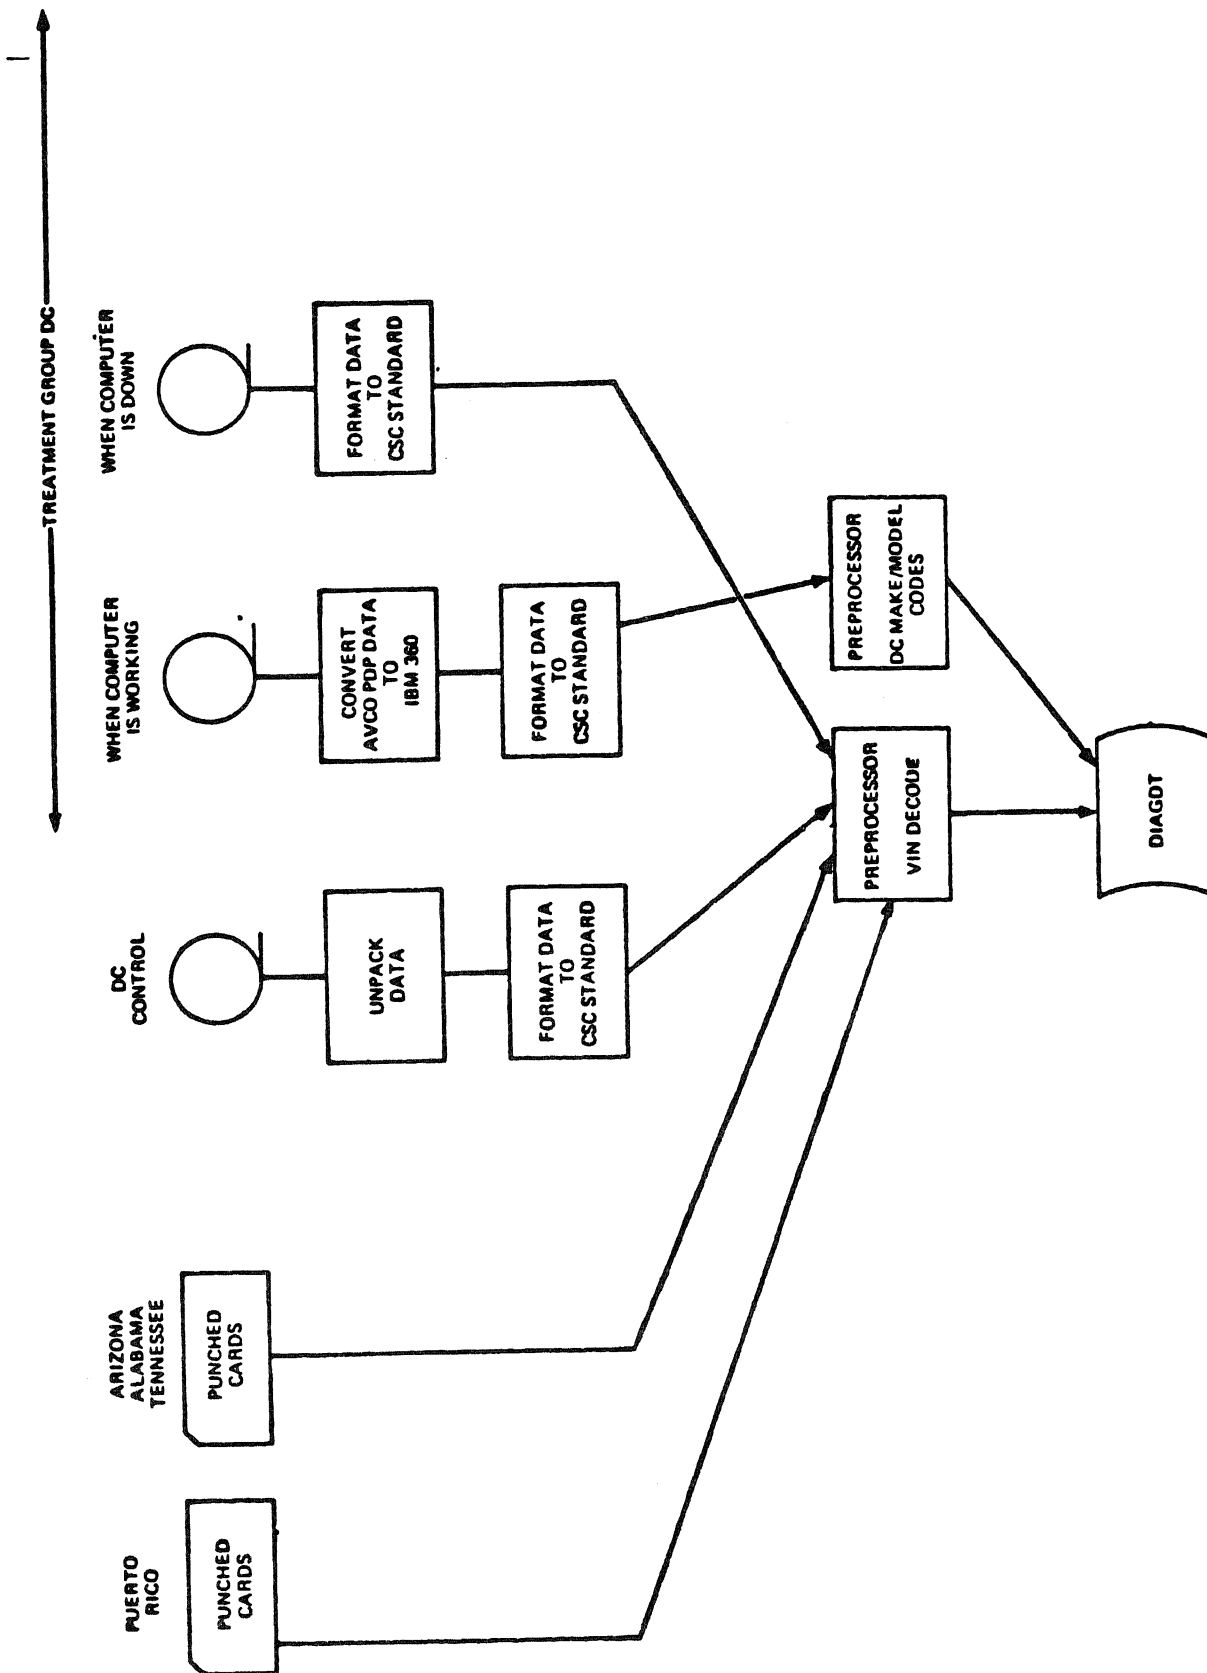 TREATMENT GROUP DC
PUERTO
RICO
ARIZONA
ALABAMA
TENNESSEE
DC
CONTROL
WHEN COMPUTER
IS WORKING
WHEN COMPUTER
IS DOWN
PUNCHED
CARDS
PUNCHED
CARDS
UNPACK
DATA
CONVERT
AVCO PDP DATA
TO
IBM 360
FORMAT DATA
TO
CSC STANDARD
FORMAT DATA
TO
CSC STANDARD
FORMAT DATA
TO
CSC STANDARD
PREPROCESSOR
VIN DECODE
PREPROCESSOR
DC MAKE/MODEL
CODES
DIAGDT